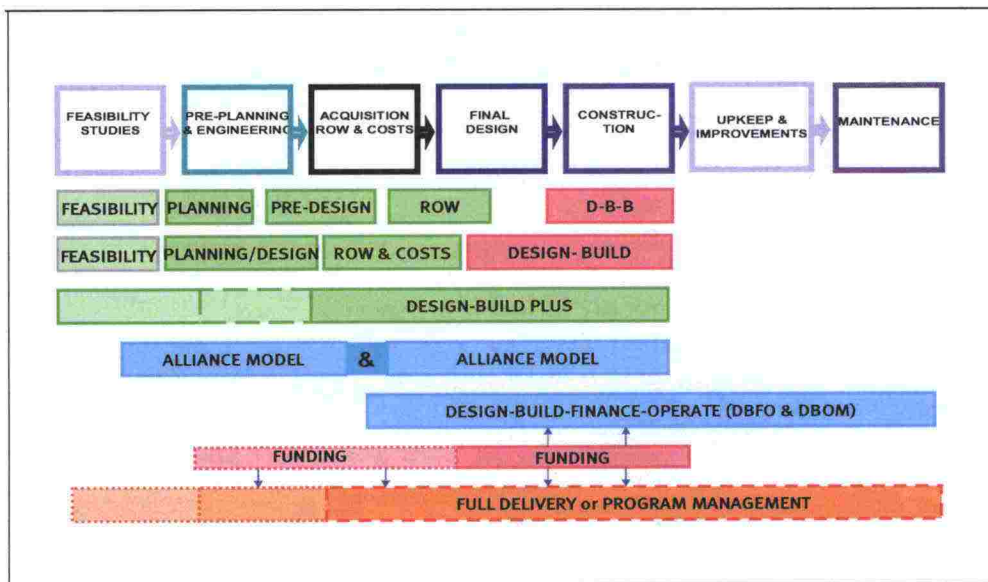 FEASIBILITY
STUDIES
PRE-PLANNING
& ENGINEERING
ACQUISITION
ROW & COSTS
FINAL
DESIGN
CONSTRUC-
TION
UPKEEP &
IMPROVEMENTS
MAINTENANCE
FEASIBILITY
PLANNING
PRE-DESIGN
ROW
D-B-B
FEASIBILITY
PLANNING/DESIGN
ROW & COSTS
DESIGN- BUILD
DESIGN-BUILD PLUS
ALLIANCE MODEL
&
ALLIANCE MODEL
DESIGN-BUILD-FINANCE-OPERATE (DBFO & DBOM)
FUNDING
FUNDING
FULL DELIVERY or PROGRAM MANAGEMENT